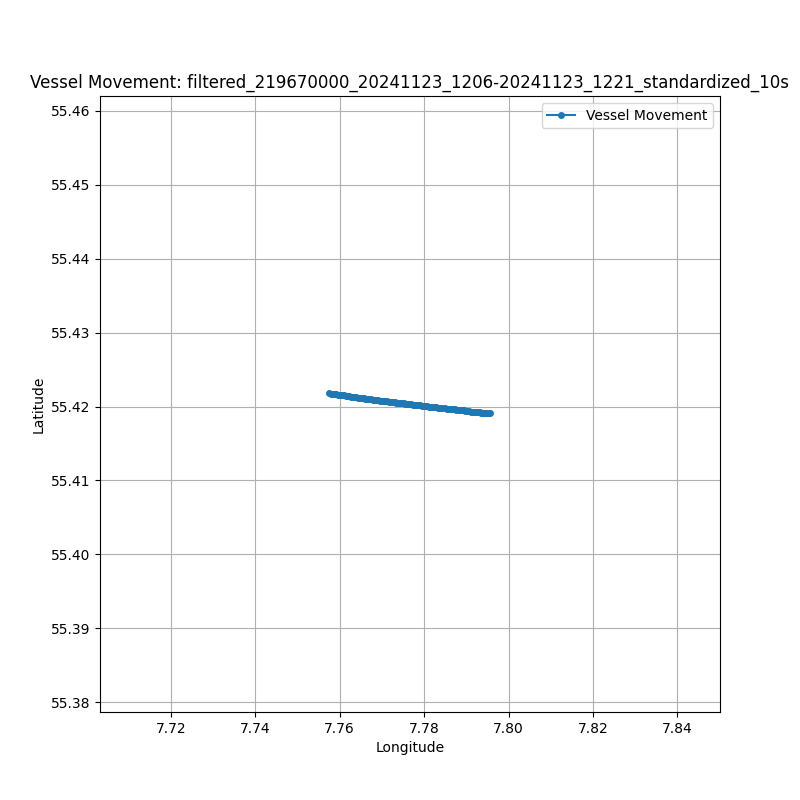 Vessel Movement: filtered_219670000_20241123_1206-20241123_1221_standardized_10s
Vessel Movement
55.46
55.45
55.44
55.43
55.42
55.41
55.40
55.39
55.38
Latitude
7.72 7.74 7.76 7.78 7.80 7.82 7.84
Longitude